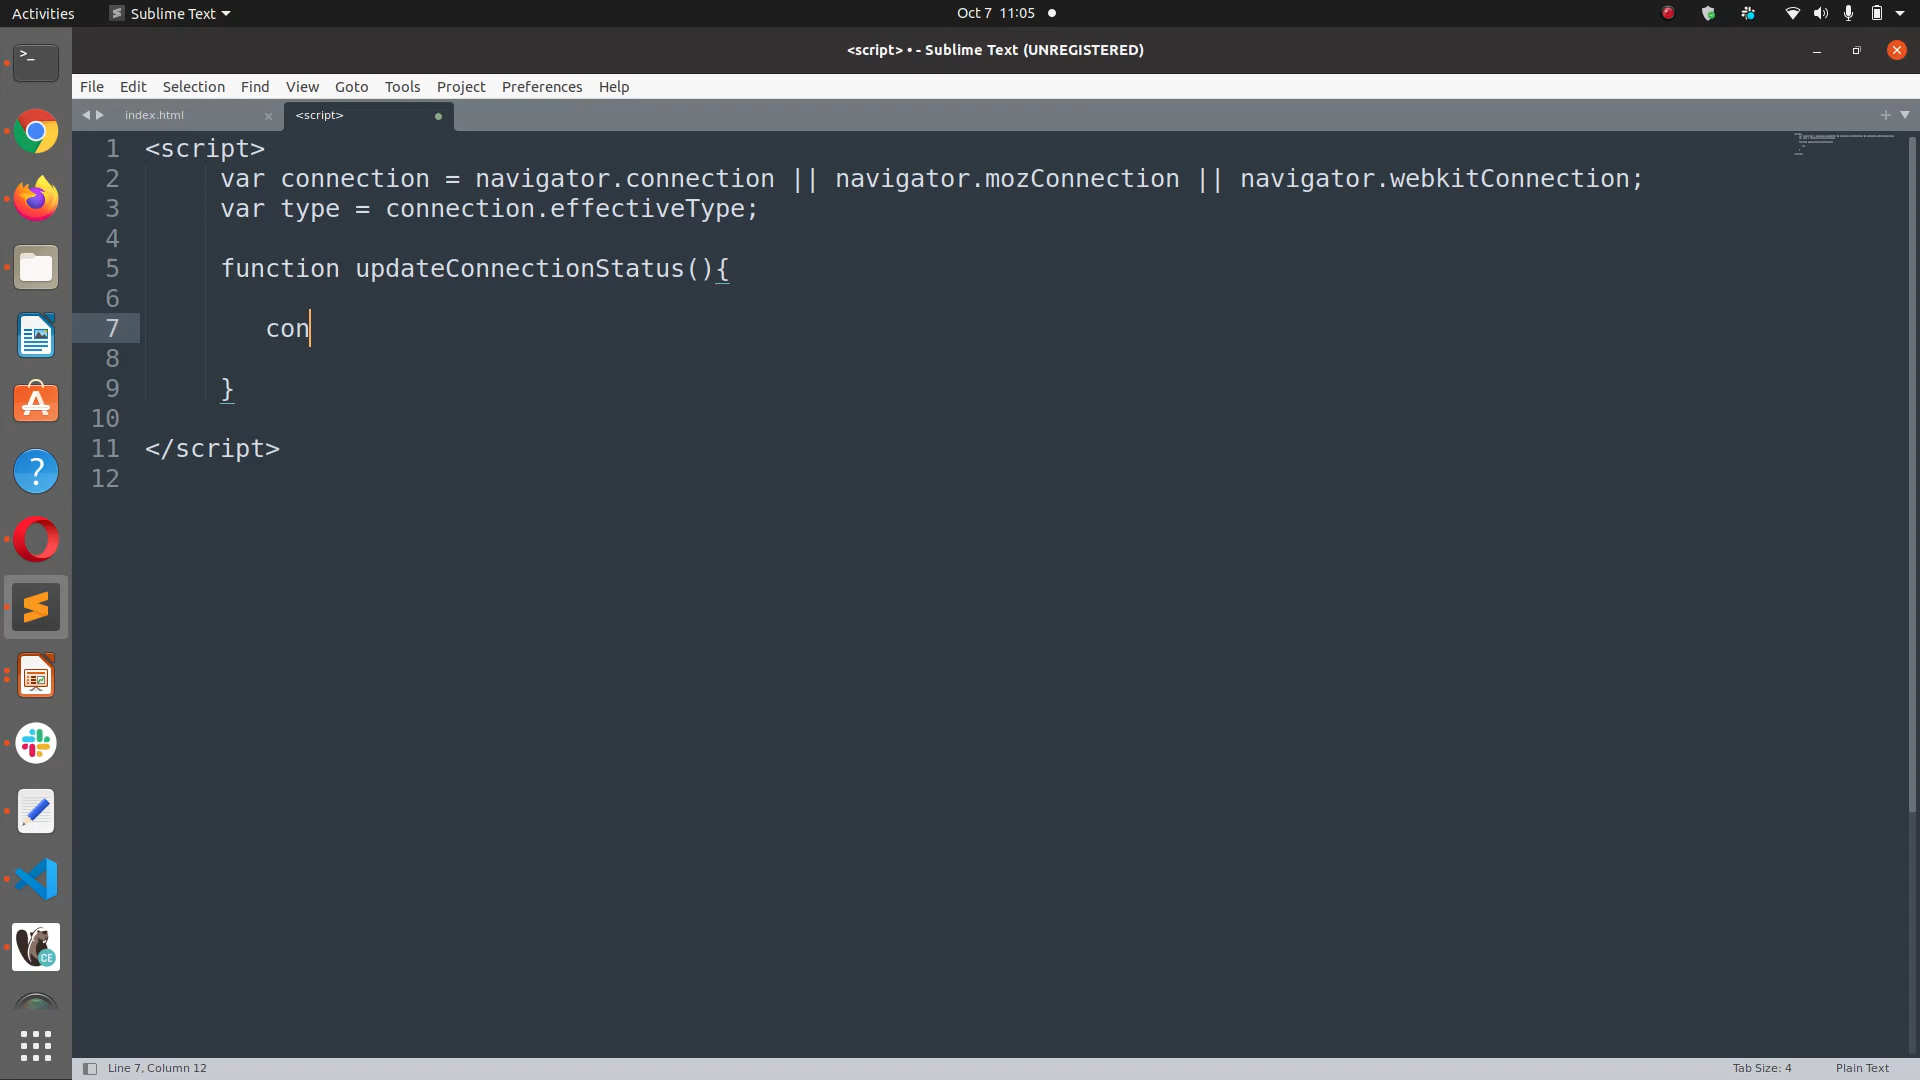 Activities Sublime Text Oct 7 11:05
<script> • - Sublime Text (UNREGISTERED)
File Edit Selection Find View Goto Tools Project Preferences Help
index.html <script>
1 <script>
2 var connection = navigator.connection || navigator.mozConnection || navigator.webkitConnection;
3 var type = connection.effectiveType;
4
5 function updateConnectionStatus(){
6
7 con
8
9 }
10
11 </script>
12
CE
Line 7, Column 12 Tab Size: 4 Plain Text